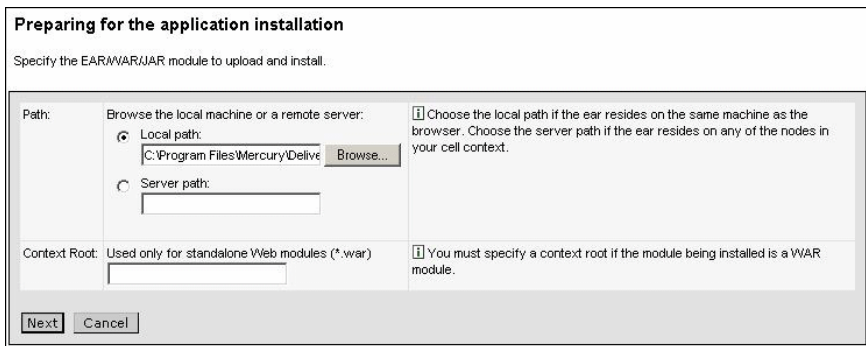 Preparing for the application installation
Specify the EAR/WAR/JAR module to upload and install.
Path:
Browse the local machine or a remote server:
Local path:
C:\Program Files\Mercury\Delive
Browse...
Server path:
i Choose the local path if the ear resides on the same machine as the
browser. Choose the server path if the ear resides on any of the nodes in
your cell context.
Context Root:
Used only for standalone Web modules (*.war)
i You must specify a context root if the module being installed is a WAR
module.
Next
Cancel